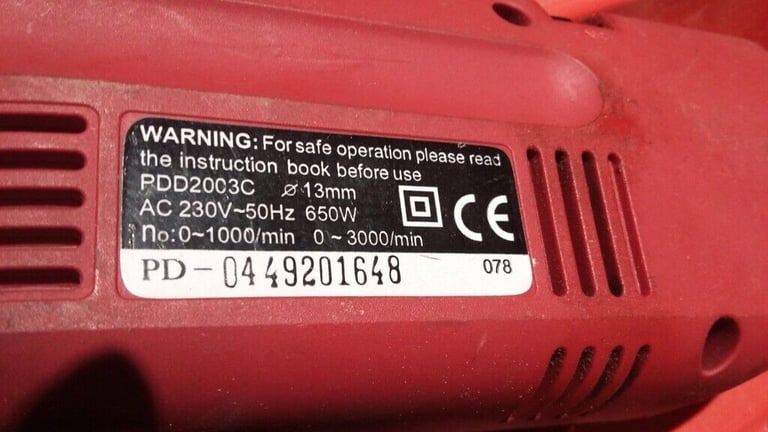 WARNING: For safe operation please read
the instruction book before use
PDD2003C ⌀13mm
AC 230V~50Hz 650W
no:0~1000/min 0~3000/min
CE
PD-0449201648 078